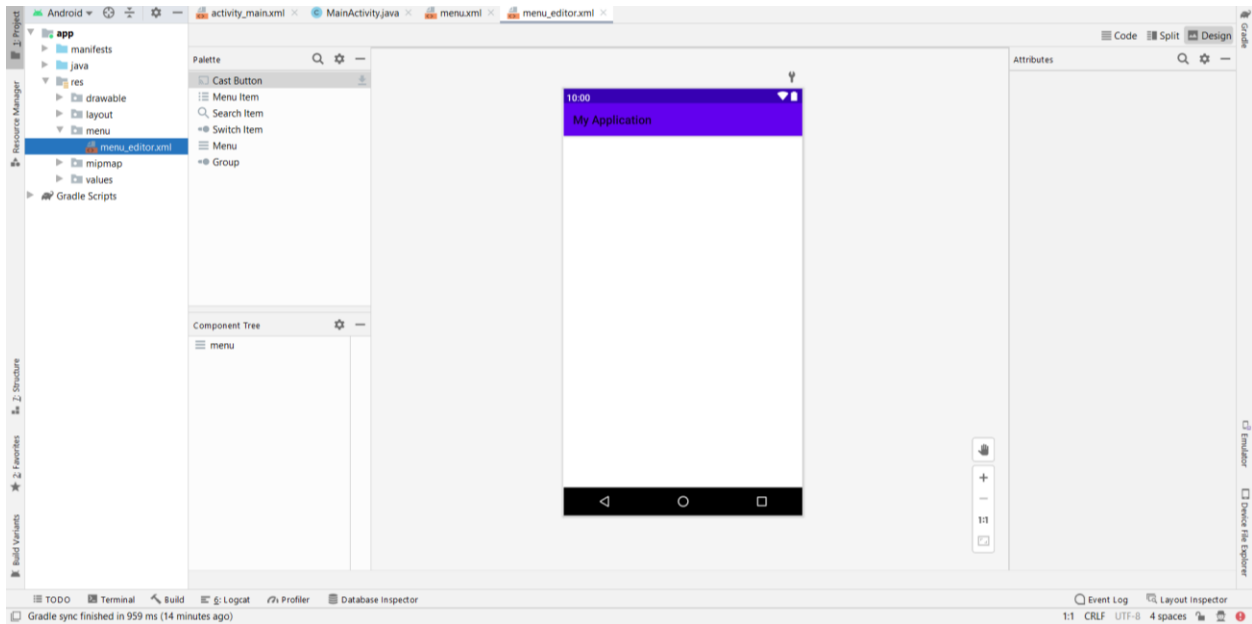 Android
activity_main.xml
MainActivity.java
menu.xml
menu_editor.xml
1: Project
Resource Manager
Z: Structure
2: Favorites
Build Variants
app
manifests
java
res
drawable
layout
menu
menu_editor.xml
mipmap
values
Gradle Scripts
Palette
Cast Button
Menu Item
Search Item
Switch Item
Menu
Group
Component Tree
menu
10:00
My Application
1:1
Code
Split
Design
Attributes
Gradle
Emulator
Device File Explorer
TODO
Terminal
Build
6: Logcat
Profiler
Database Inspector
Event Log
Layout Inspector
Gradle sync finished in 959 ms (14 minutes ago)
1:1 CRLF UTF-8 4 spaces